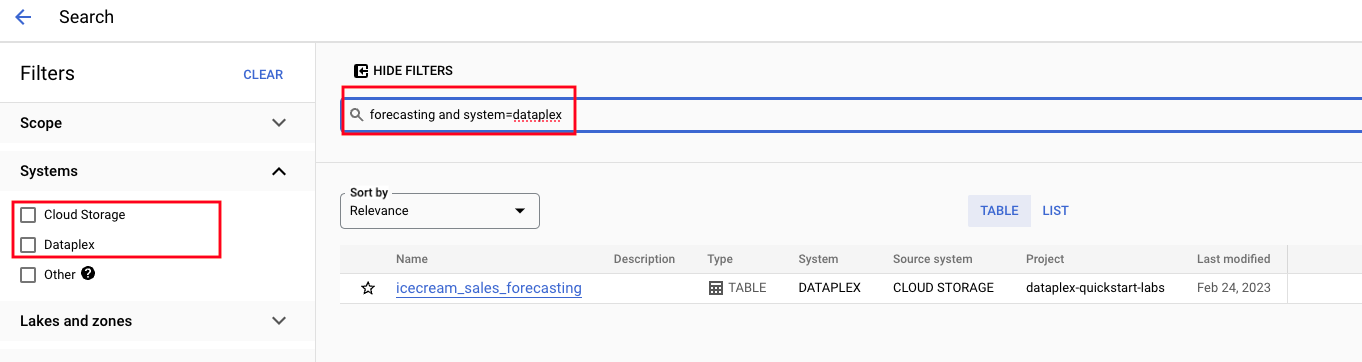 Search
Filters
CLEAR
Scope
Systems
Cloud Storage
Dataplex
Other ?
Lakes and zones
HIDE FILTERS
forecasting and system=dataplex
Sort by
Relevance
TABLE LIST
Name Description Type System Source system Project Last modified
icecream_sales_forecasting TABLE DATAPLEX CLOUD STORAGE dataplex-quickstart-labs Feb 24, 2023